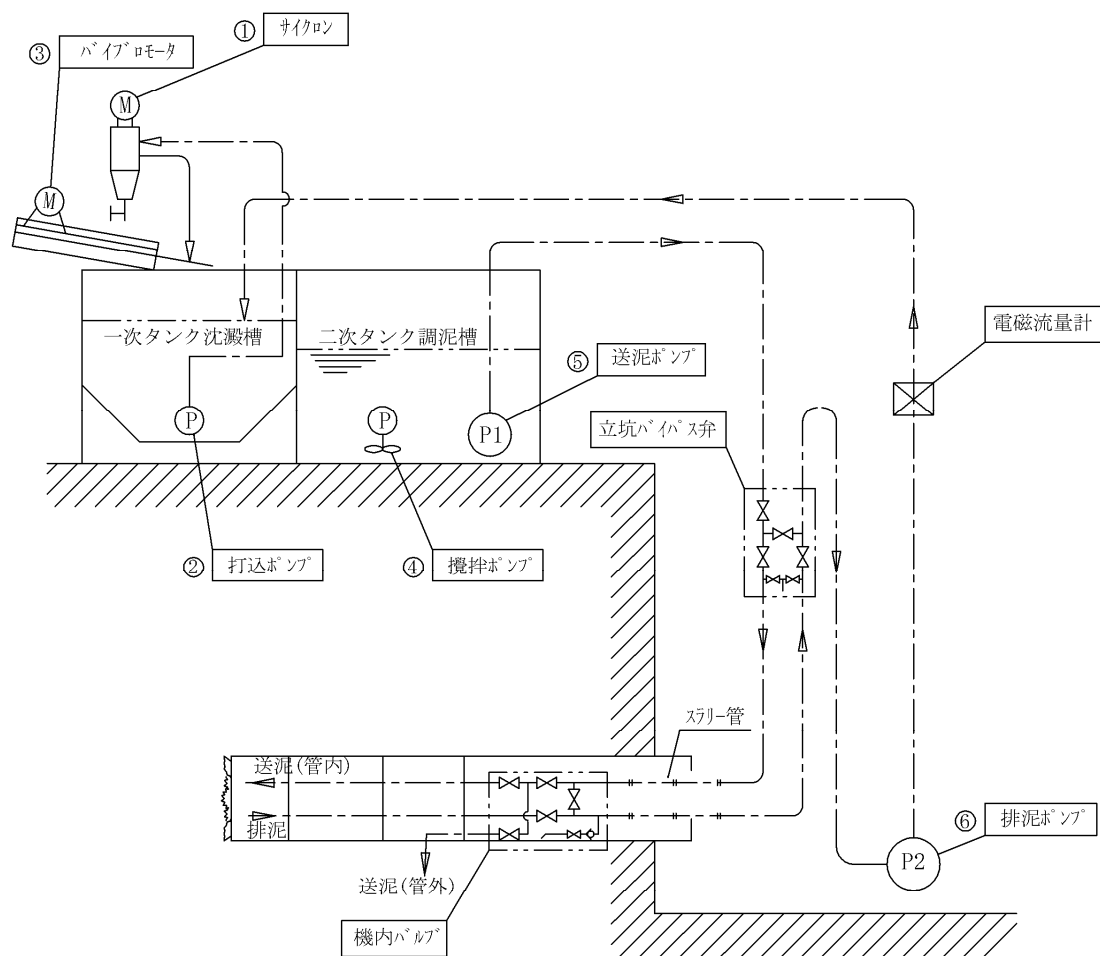 ① サイクロン
③ バイブロモータ
M
M
一次タンク沈澱槽
二次タンク調泥槽
⑤ 送泥ポンプ
電磁流量計
P
P
P1
立坑バイパス弁
② 打込ポンプ
④攪拌ポンプ
スラリー管
送泥(管内)
排泥
⑥ 排泥ポンプ
P2
送泥(管外)
機内バルブ